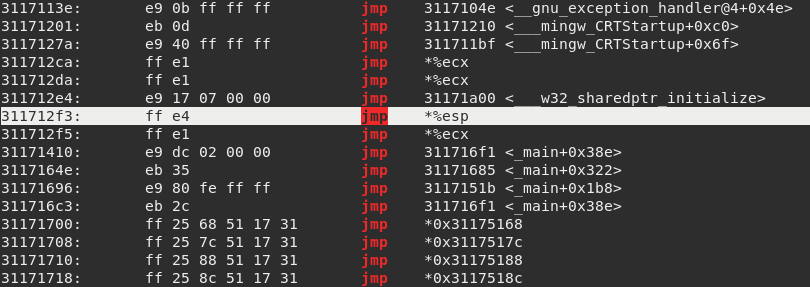 3117113e: e9 0b ff ff ff jmp 3117104e <__gnu_exception_handler@4+0x4e>
31171201: eb 0d jmp 31171210 <___mingw_CRTStartup+0xc0>
3117127a: e9 40 ff ff ff jmp 311711bf <___mingw_CRTStartup+0x6f>
311712ca: ff e1 jmp *%ecx
311712da: ff e1 jmp *%ecx
311712e4: e9 17 07 00 00 jmp 31171a00 <___w32_sharedptr_initialize>
311712f3: ff e4 jmp *%esp
311712f5: ff e1 jmp *%ecx
31171410: e9 dc 02 00 00 jmp 311716f1 <_main+0x38e>
3117164e: eb 35 jmp 31171685 <_main+0x322>
31171696: e9 80 fe ff ff jmp 3117151b <_main+0x1b8>
311716c3: eb 2c jmp 311716f1 <_main+0x38e>
31171700: ff 25 68 51 17 31 jmp *0x31175168
31171708: ff 25 7c 51 17 31 jmp *0x3117517c
31171710: ff 25 88 51 17 31 jmp *0x31175188
31171718: ff 25 8c 51 17 31 jmp *0x3117518c